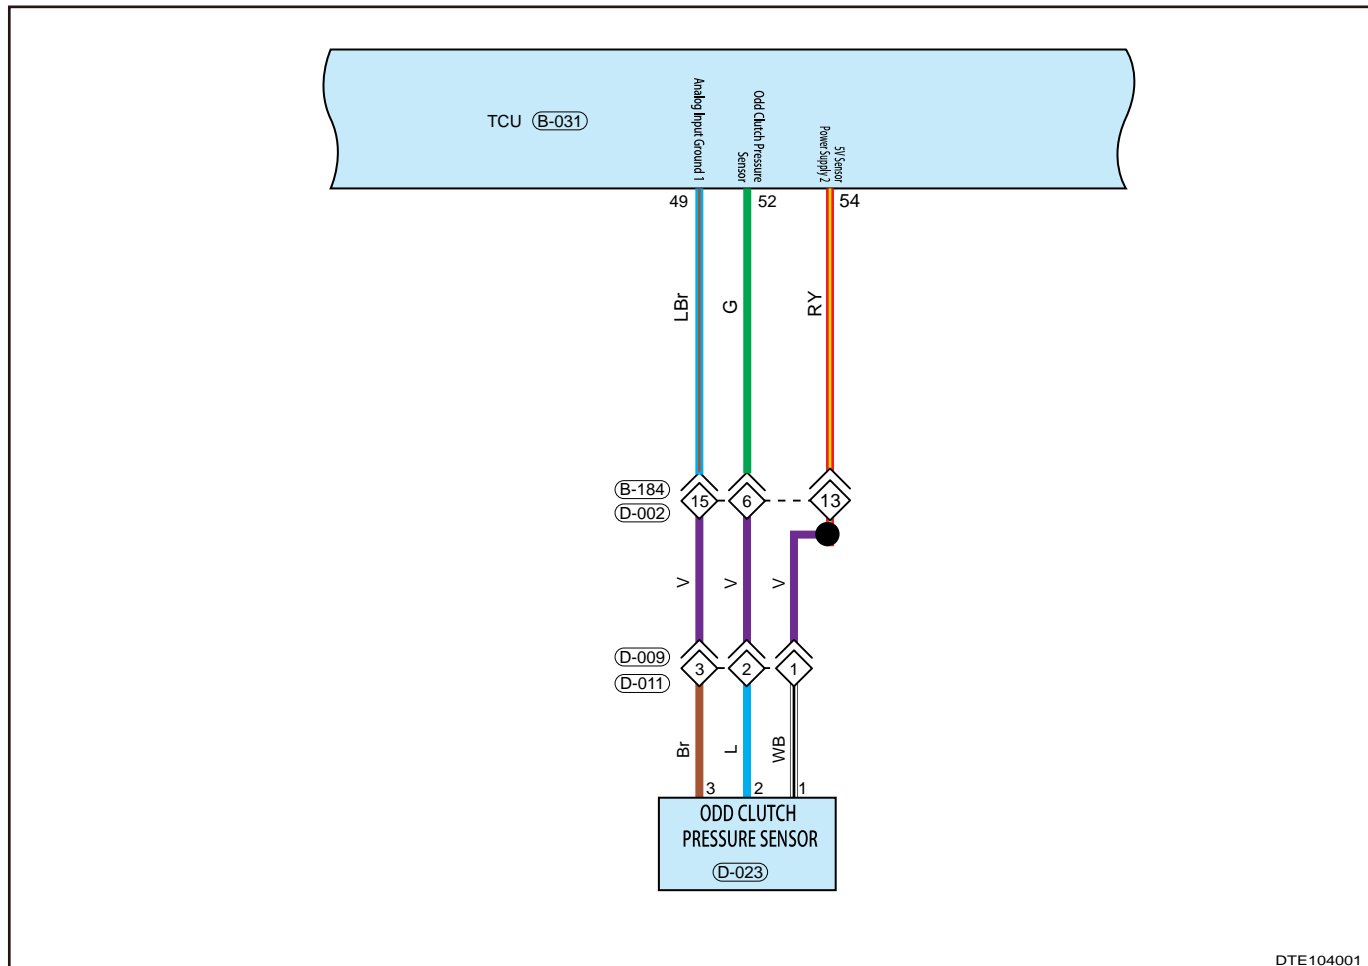 TCU B-031
Analog Input Ground 1
Odd Clutch Pressure
Sensor
5V Sensor
Power Supply 2
49
52
54
LBr
G
RY
B-184
D-002
15
6
13
V
V
V
D-009
D-011
3
2
1
Br
L
WB
3
2
1
ODD CLUTCH
PRESSURE SENSOR
D-023
DTE104001